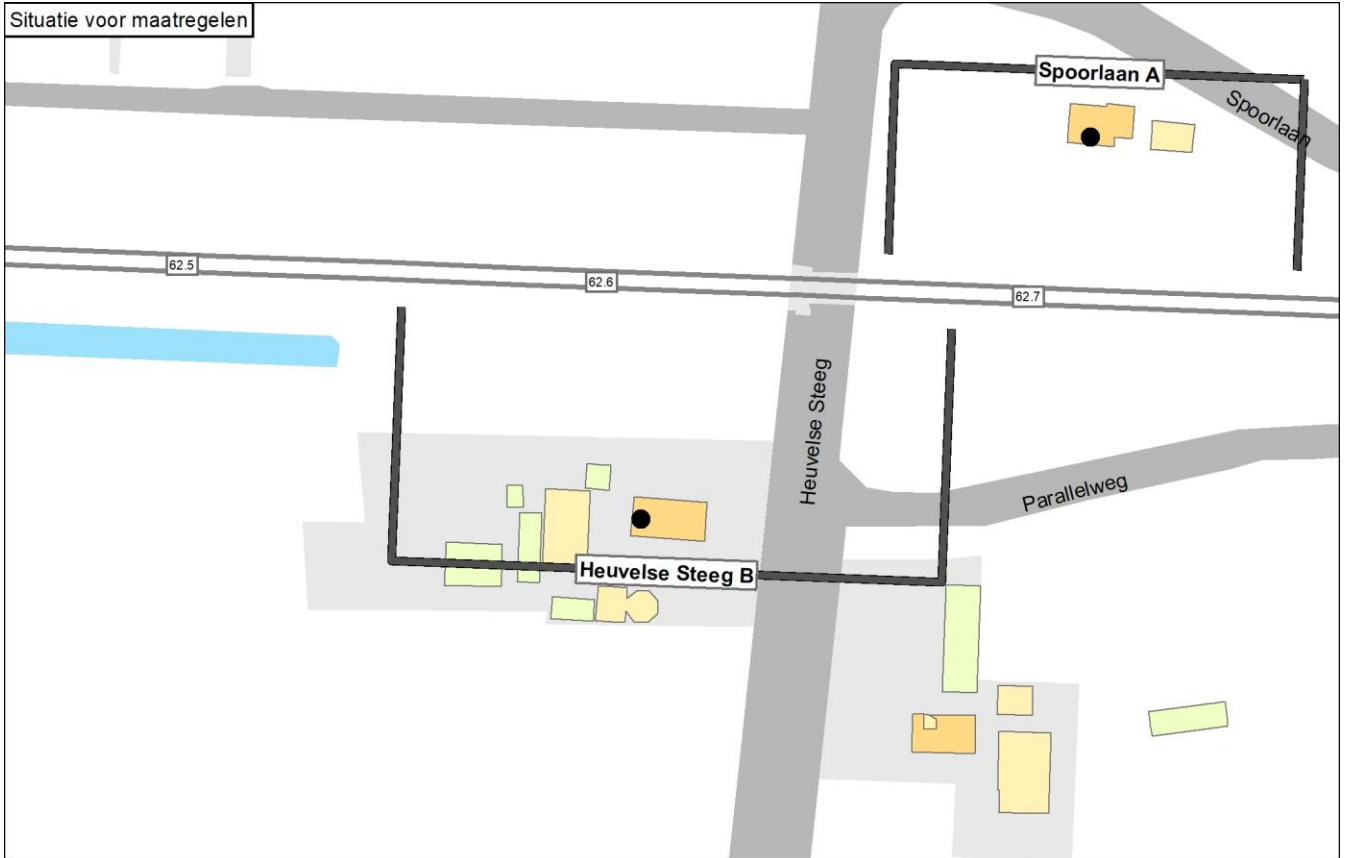 Situatie voor maatregelen
Spoorlaan A
Spoorlaan
62.5
62.6
62.7
Heuvelse Steeg
Parallelweg
Heuvelse Steeg B